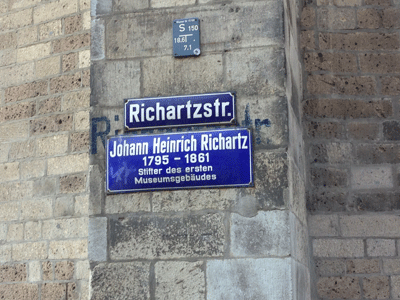 S 150
Richartzstr.
Johann Heinrich Richartz
1795 – 1861
Stifter des ersten
Museumsgebäudes